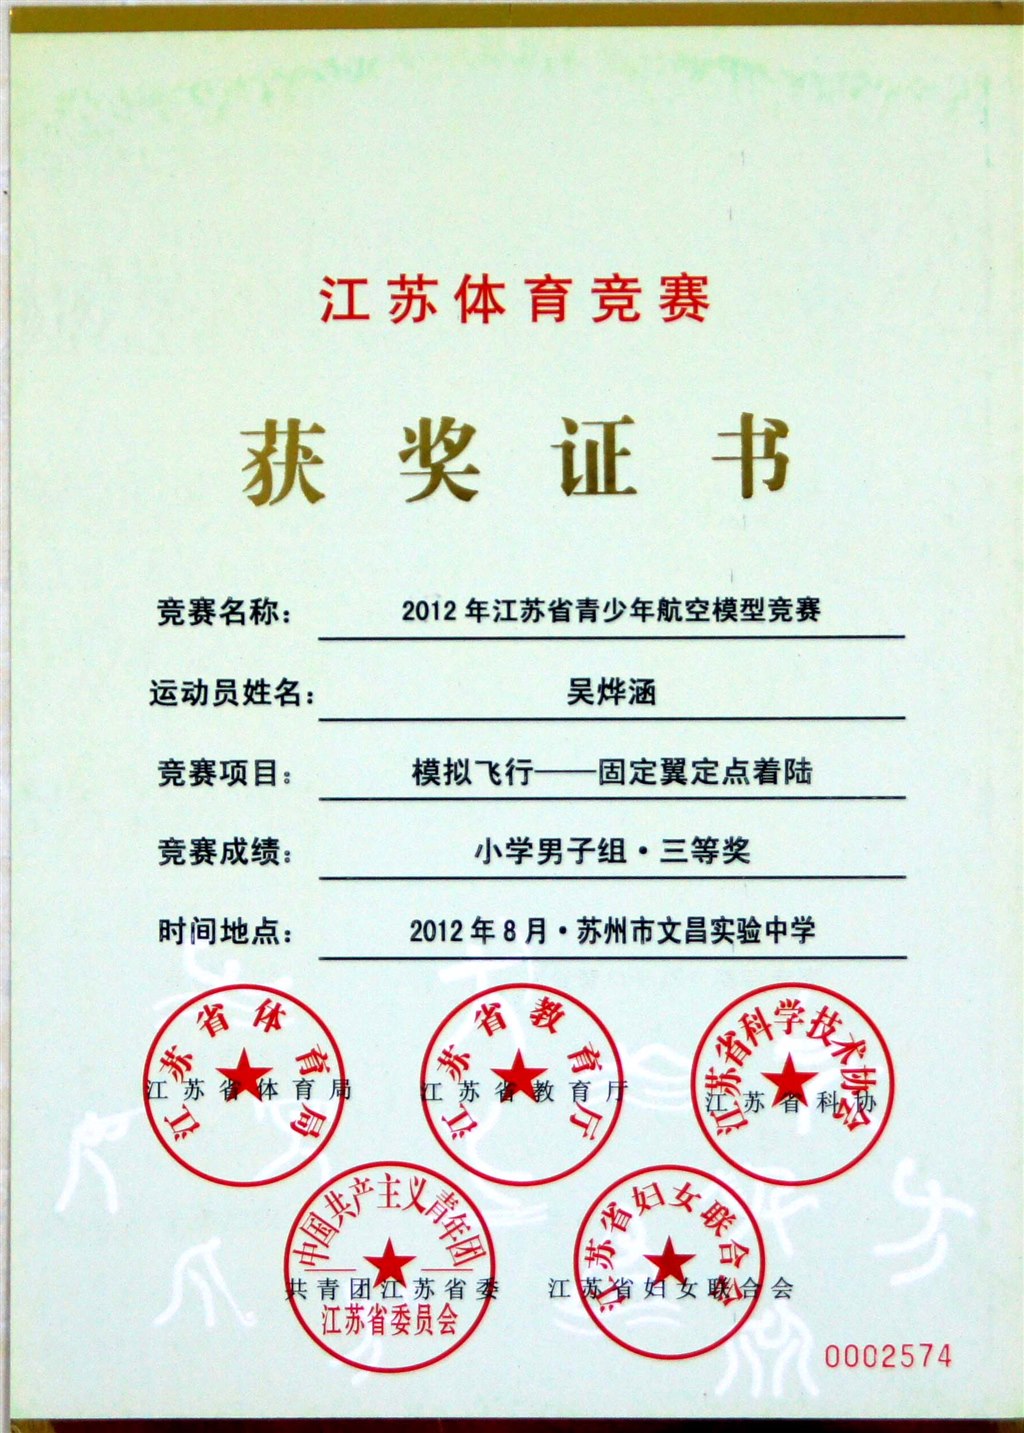 江苏体育竞赛
获奖证书
竞赛名称： 2012年江苏省青少年航空模型竞赛
运动员姓名： 吴烨涵
竞赛项目： 模拟飞行——固定翼定点着陆
竞赛成绩： 小学男子组·三等奖
时间地点： 2012年8月·苏州市文昌实验中学
江苏省体育局
江苏省体育局
江苏省教育厅
江苏省教育厅
江苏省科学技术协会
江苏省科协
中国共产主义青年团
共青团江苏省委
江苏省委员会
江苏省妇女联合会
江苏省妇女联合会
0002574